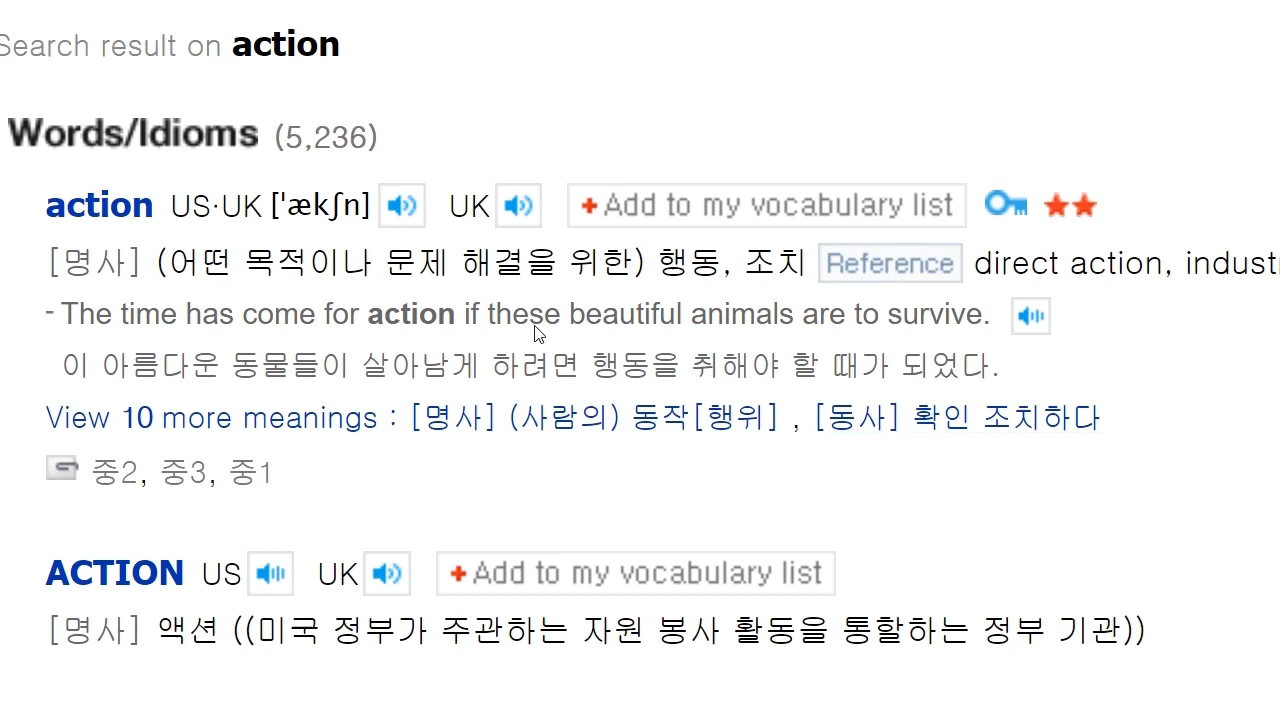 Search result on action
Words/Idioms (5,236)
action US·UK ['ækʃn] UK + Add to my vocabulary list
[명사] (어떤 목적이나 문제 해결을 위한) 행동, 조치 Reference direct action,
- The time has come for action if these beautiful animals are to survive.
이 아름다운 동물들이 살아남게 하려면 행동을 취해야 할 때가 되었다.
View 10 more meanings : [명사] (사람의) 동작[행위] , [동사] 확인 조치하다
중2, 중3, 중1
ACTION US UK + Add to my vocabulary list
[명사] 액션 ((미국 정부가 주관하는 자원 봉사 활동을 통할하는 정부 기관))